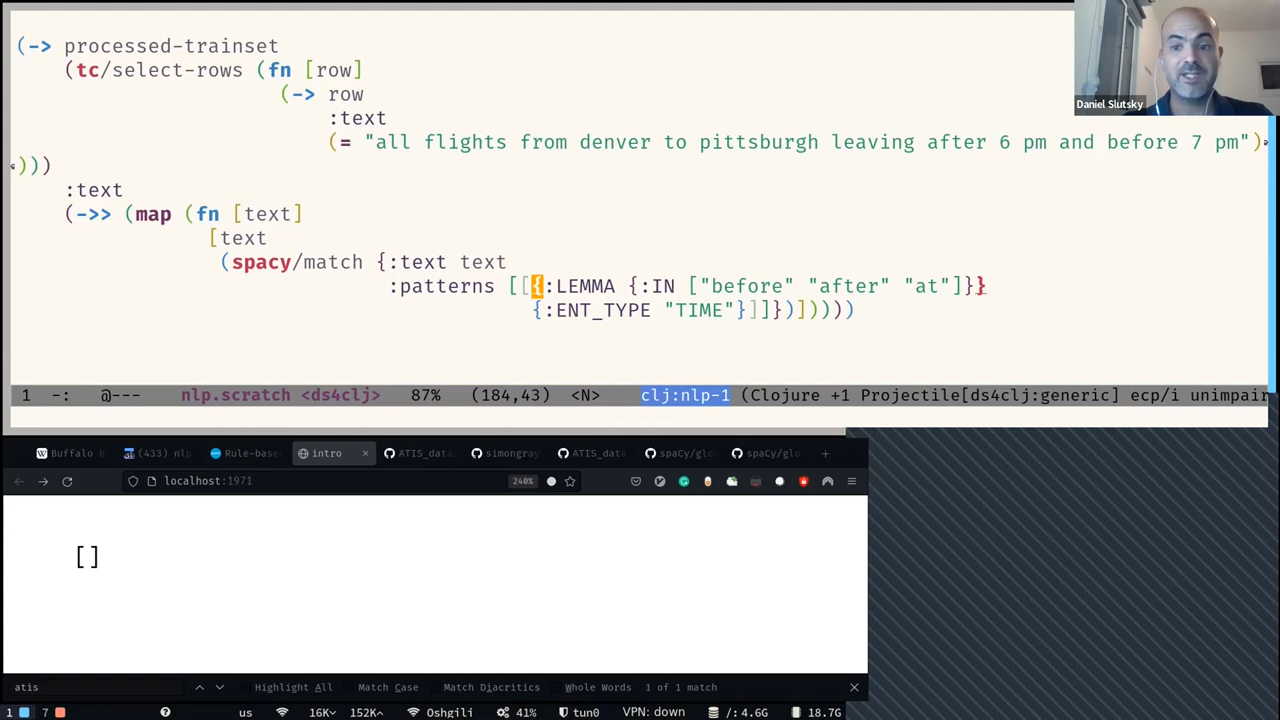 (-> processed-trainset
(tc/select-rows (fn [row]
(-> row
:text
(= "all flights from denver to pittsburgh leaving after 6 pm and before 7 pm")
)))
:text
(->> (map (fn [text]
[text
(spacy/match {:text text
:patterns [[{:LEMMA {:IN ["before" "after" "at"]}}
{:ENT_TYPE "TIME"}]]})])))))
Daniel Slutsky
1 -: @--- nlp.scratch <ds4clj> 87% (184,43) <N> clj:nlp-1 (Clojure +1 Projectile[ds4clj:generic] ecp/i unimpair
Buffalo b (433) nlp Rule-base intro ATIS_data simongray ATIS_data spaCy/glo spaCy/glo
localhost:1971 240%
[]
atis Highlight All Match Case Match Diacritics Whole Words 1 of 1 match
1 7 us 16K 152K Oshgili 41% tun0 VPN: down /: 4.6G 18.7G